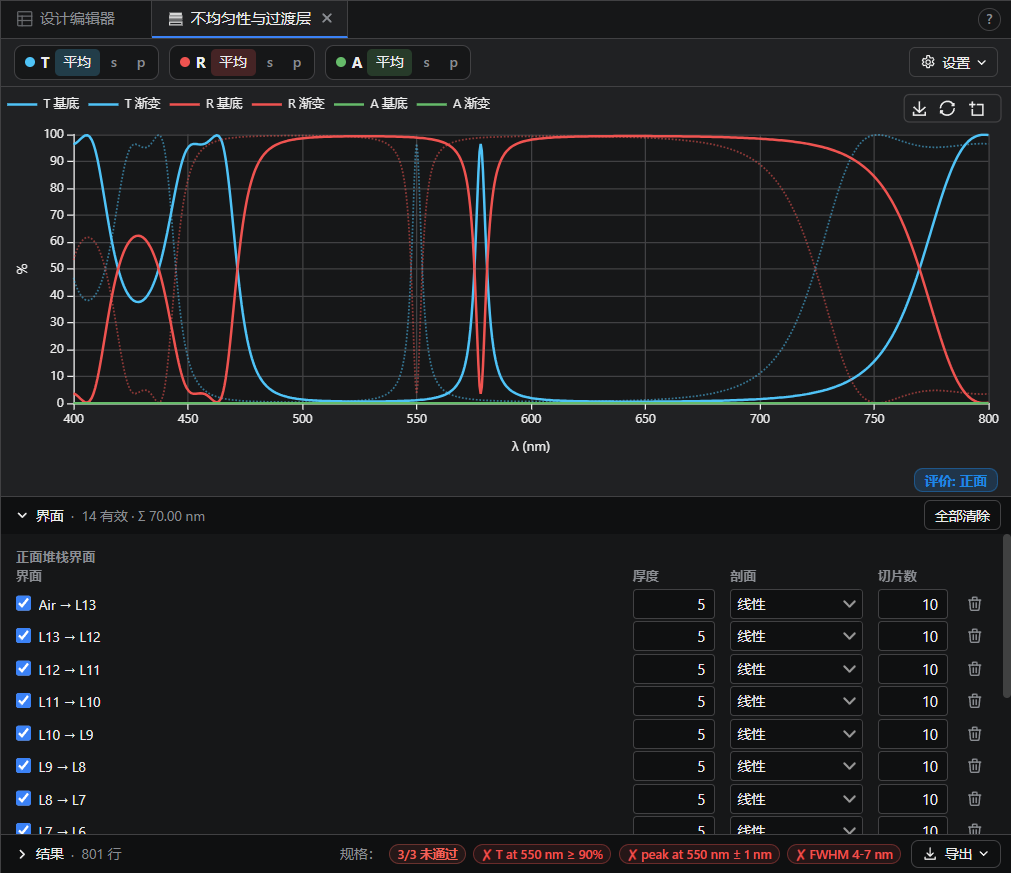 设计编辑器 不均匀性与过渡层 ✕ ?
T 平均 s p R 平均 s p A 平均 s p 设置
T 基底 T 渐变 R 基底 R 渐变 A 基底 A 渐变
100
90
80
70
60
50
40
30
20
10
0
%
400 450 500 550 600 650 700 750 800
λ (nm)
评价: 正面
界面 · 14 有效 · Σ 70.00 nm 全部清除
正面堆栈界面
界面 厚度 剖面 切片数
Air → L13 5 线性 10
L13 → L12 5 线性 10
L12 → L11 5 线性 10
L11 → L10 5 线性 10
L10 → L9 5 线性 10
L9 → L8 5 线性 10
L8 → L7 5 线性 10
L7 → L6 5 线性 10
结果 · 801 行 规格: 3/3 未通过 ✗ T at 550 nm ≥ 90% ✗ peak at 550 nm ± 1 nm ✗ FWHM 4-7 nm 导出